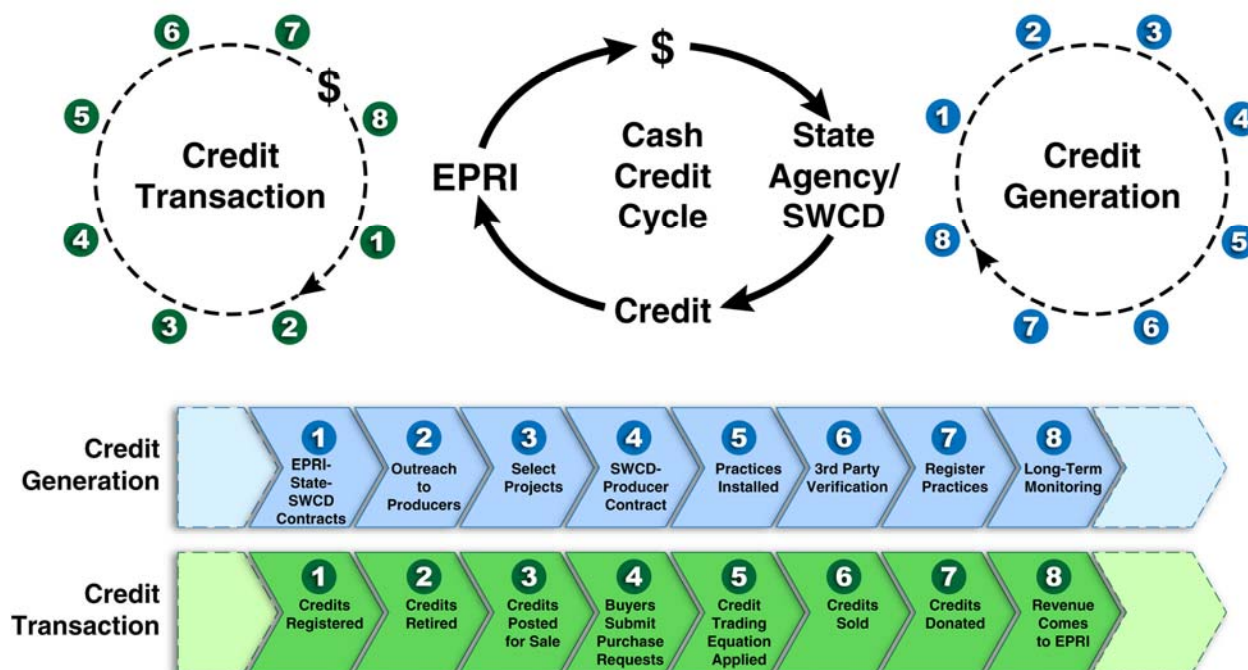 6
7
$
5
8
Credit
Transaction
4
1
3
2
$
EPRI
Cash
Credit
Cycle
State
Agency/
SWCD
Credit
2
3
1
4
Credit
Generation
8
5
7
6
Credit
Generation
1
EPRI-
State-
SWCD
Contracts
2
Outreach
to
Producers
3
Select
Projects
4
SWCD-
Producer
Contract
5
Practices
Installed
6
3rd Party
Verification
7
Register
Practices
8
Long-Term
Monitoring
Credit
Transaction
1
Credits
Registered
2
Credits
Retired
3
Credits
Posted
for Sale
4
Buyers
Submit
Purchase
Requests
5
Credit
Trading
Equation
Applied
6
Credits
Sold
7
Credits
Donated
8
Revenue
Comes
to EPRI